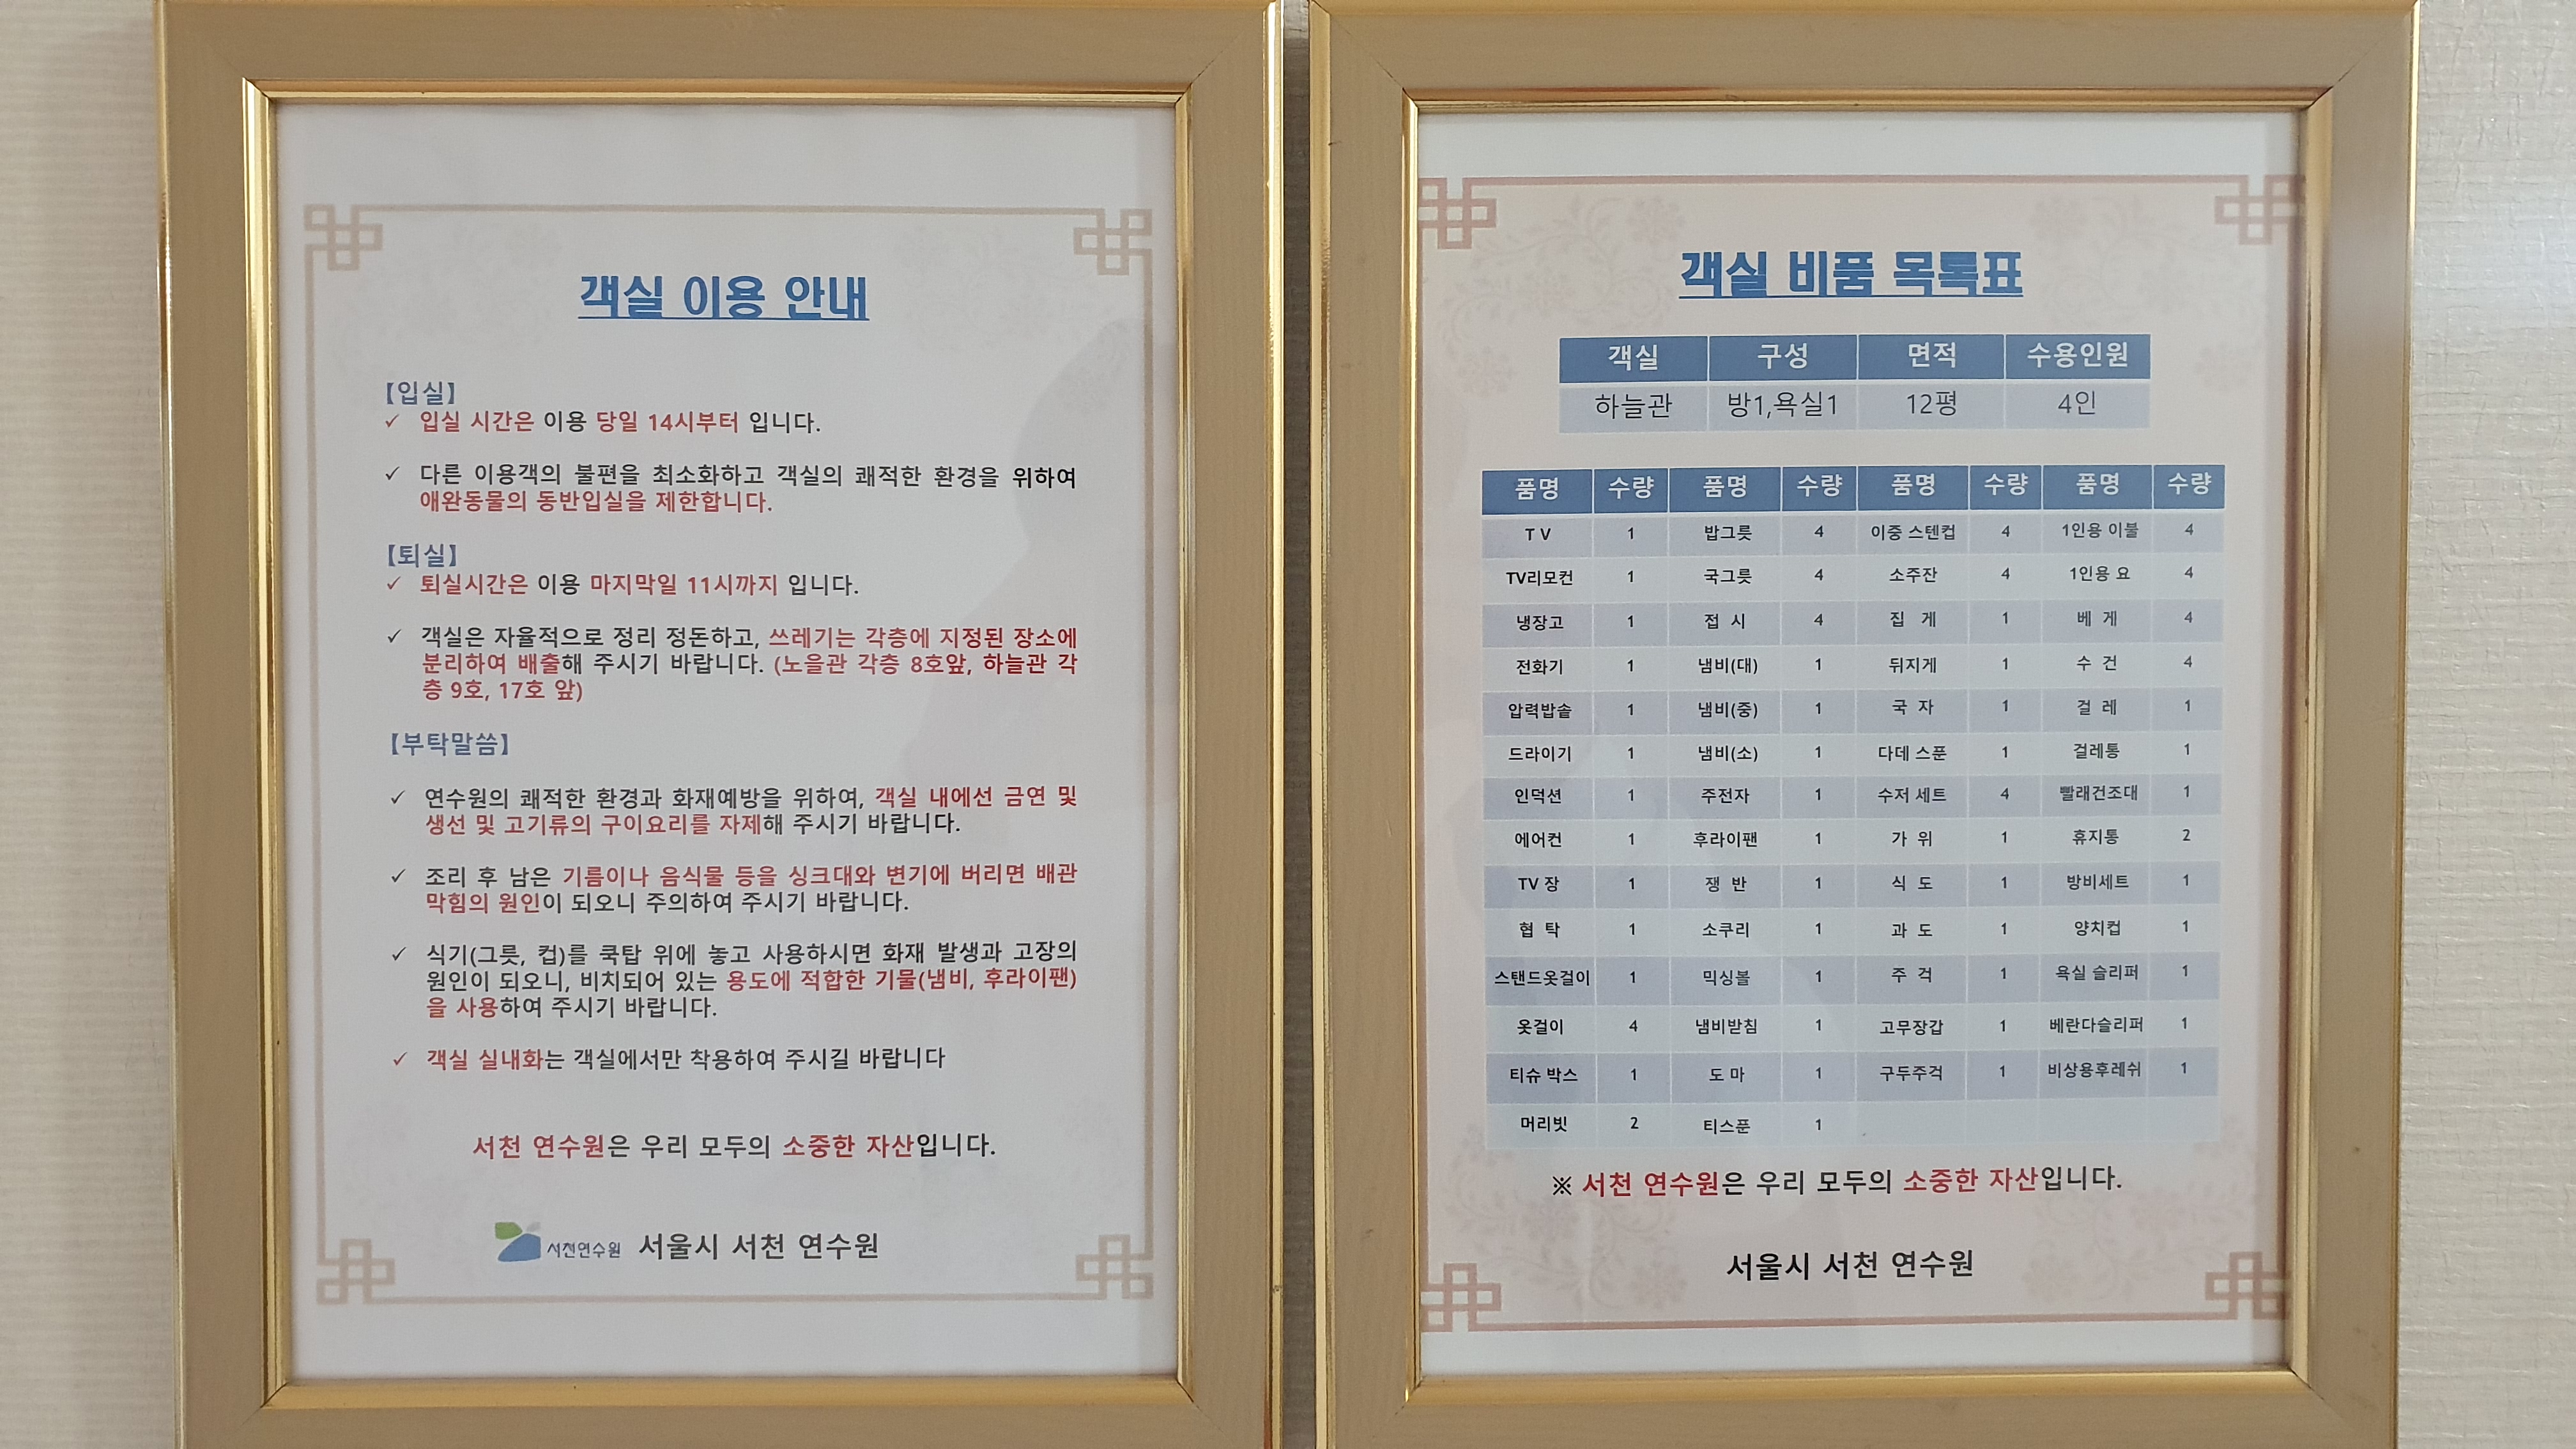 객실 이용 안내
【입실】
✓ 입실 시간은 이용 당일 14시부터 입니다.
✓ 다른 이용객의 불편을 최소화하고 객실의 쾌적한 환경을 위하여
애완동물의 동반입실을 제한합니다.
【퇴실】
✓ 퇴실시간은 이용 마지막일 11시까지 입니다.
✓ 객실은 자율적으로 정리 정돈하고, 쓰레기는 각층에 지정된 장소에
분리하여 배출해 주시기 바랍니다. (노을관 각층 8호앞, 하늘관 각
층 9호, 17호 앞)
【부탁말씀】
✓ 연수원의 쾌적한 환경과 화재예방을 위하여, 객실 내에선 금연 및
생선 및 고기류의 구이요리를 자제해 주시기 바랍니다.
✓ 조리 후 남은 기름이나 음식물 등을 싱크대와 변기에 버리면 배관
막힘의 원인이 되오니 주의하여 주시기 바랍니다.
✓ 식기(그릇, 컵)를 쿡탑 위에 놓고 사용하시면 화재 발생과 고장의
원인이 되오니, 비치되어 있는 용도에 적합한 기물(냄비, 후라이팬)
을 사용하여 주시기 바랍니다.
✓ 객실 실내화는 객실에서만 착용하여 주시길 바랍니다
서천 연수원은 우리 모두의 소중한 자산입니다.
서천연수원 서울시 서천 연수원
객실 비품 목록표
객실 구성 면적 수용인원
하늘관 방1,욕실1 12평 4인
품명 수량 품명 수량 품명 수량 품명 수량
T V 1 밥그릇 4 이중 스텐컵 4 1인용 이불 4
TV리모컨 1 국그릇 4 소주잔 4 1인용 요 4
냉장고 1 접 시 4 집 게 1 베 게 4
전화기 1 냄비(대) 1 뒤지게 1 수 건 4
압력밥솥 1 냄비(중) 1 국 자 1 걸 레 1
드라이기 1 냄비(소) 1 다데 스푼 1 걸레통 1
인덕션 1 주전자 1 수저 세트 4 빨래건조대 1
에어컨 1 후라이팬 1 가 위 1 휴지통 2
TV 장 1 쟁 반 1 식 도 1 방비세트 1
협 탁 1 소쿠리 1 과 도 1 양치컵 1
스탠드옷걸이 1 믹싱볼 1 주 걱 1 욕실 슬리퍼 1
옷걸이 4 냄비받침 1 고무장갑 1 베란다슬리퍼 1
티슈 박스 1 도 마 1 구두주걱 1 비상용후레쉬 1
머리빗 2 티스푼 1
※ 서천 연수원은 우리 모두의 소중한 자산입니다.
서울시 서천 연수원